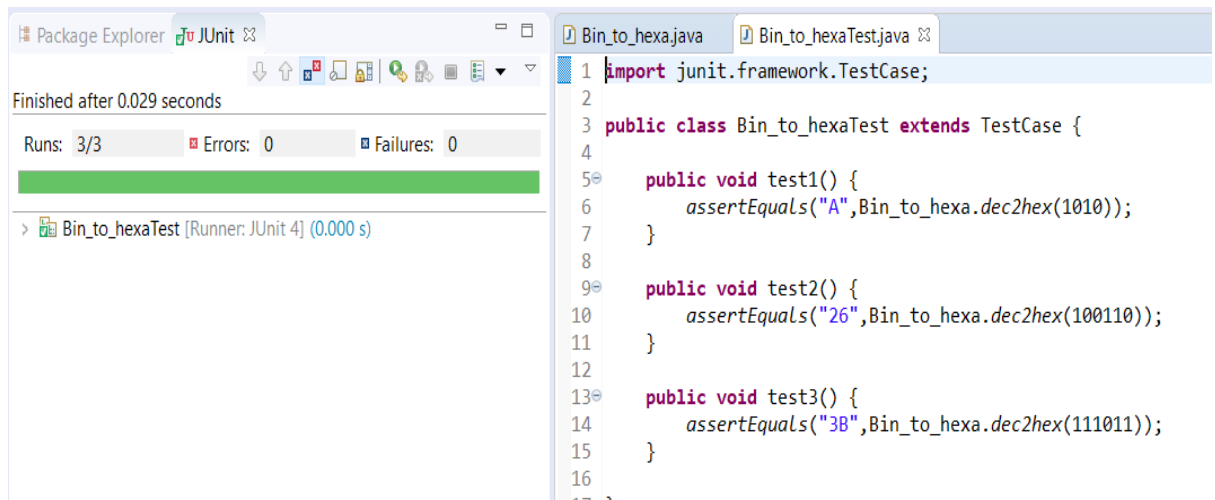 Package Explorer JUnit
Finished after 0.029 seconds
Runs: 3/3 Errors: 0 Failures: 0
Bin_to_hexaTest [Runner: JUnit 4] (0.000 s)
Bin_to_hexa.java Bin_to_hexaTest.java
1 import junit.framework.TestCase;
2
3 public class Bin_to_hexaTest extends TestCase {
4
5 public void test1() {
6 assertEquals("A",Bin_to_hexa.dec2hex(1010));
7 }
8
9 public void test2() {
10 assertEquals("26",Bin_to_hexa.dec2hex(100110));
11 }
12
13 public void test3() {
14 assertEquals("3B",Bin_to_hexa.dec2hex(111011));
15 }
16
17 }